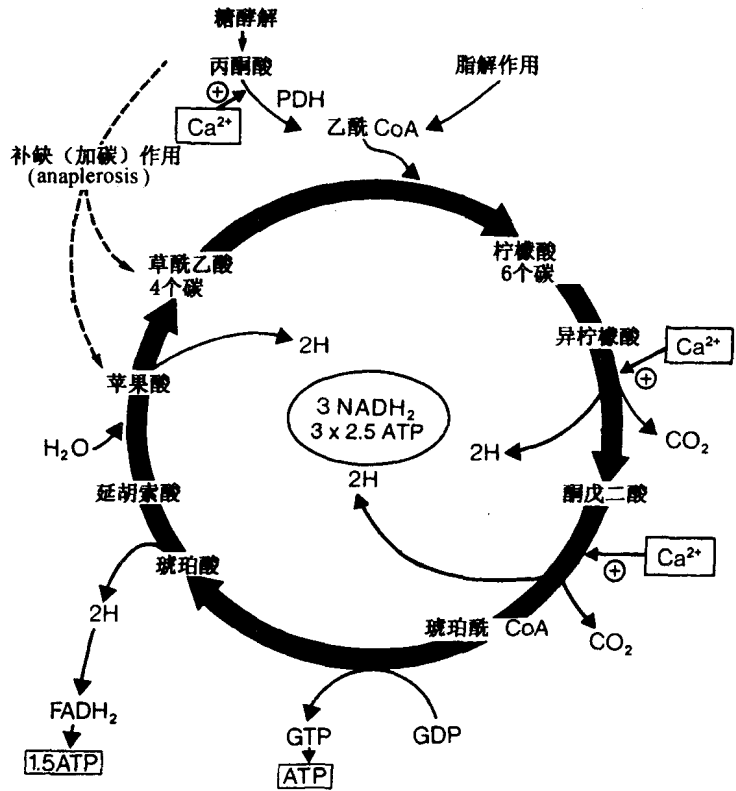 糖酵解
丙酮酸
脂解作用
⊕
PDH
Ca²⁺
乙酰 CoA
补缺（加碳）作用
(anaplerosis)
草酰乙酸
4个碳
柠檬酸
6个碳
异柠檬酸
Ca²⁺
⊕
2H
苹果酸
3 NADH₂
3 x 2.5 ATP
H₂O
2H
CO₂
2H
延胡索酸
酮戊二酸
琥珀酸
Ca²⁺
⊕
2H
琥珀酰 CoA
CO₂
FADH₂
GTP
GDP
1.5ATP
ATP